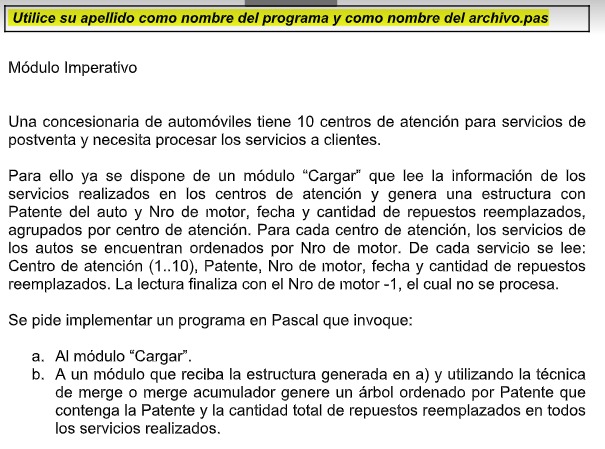 Utilice su apellido como nombre del programa y como nombre del archivo.pas
Módulo Imperativo
Una concesionaria de automóviles tiene 10 centros de atención para servicios de
postventa y necesita procesar los servicios a clientes.
Para ello ya se dispone de un módulo “Cargar” que lee la información de los
servicios realizados en los centros de atención y genera una estructura con
Patente del auto y Nro de motor, fecha y cantidad de repuestos reemplazados,
agrupados por centro de atención. Para cada centro de atención, los servicios de
los autos se encuentran ordenados por Nro de motor. De cada servicio se lee:
Centro de atención (1..10), Patente, Nro de motor, fecha y cantidad de repuestos
reemplazados. La lectura finaliza con el Nro de motor -1, el cual no se procesa.
Se pide implementar un programa en Pascal que invoque:
a. Al módulo “Cargar”.
b. A un módulo que reciba la estructura generada en a) y utilizando la técnica
de merge o merge acumulador genere un árbol ordenado por Patente que
contenga la Patente y la cantidad total de repuestos reemplazados en todos
los servicios realizados.